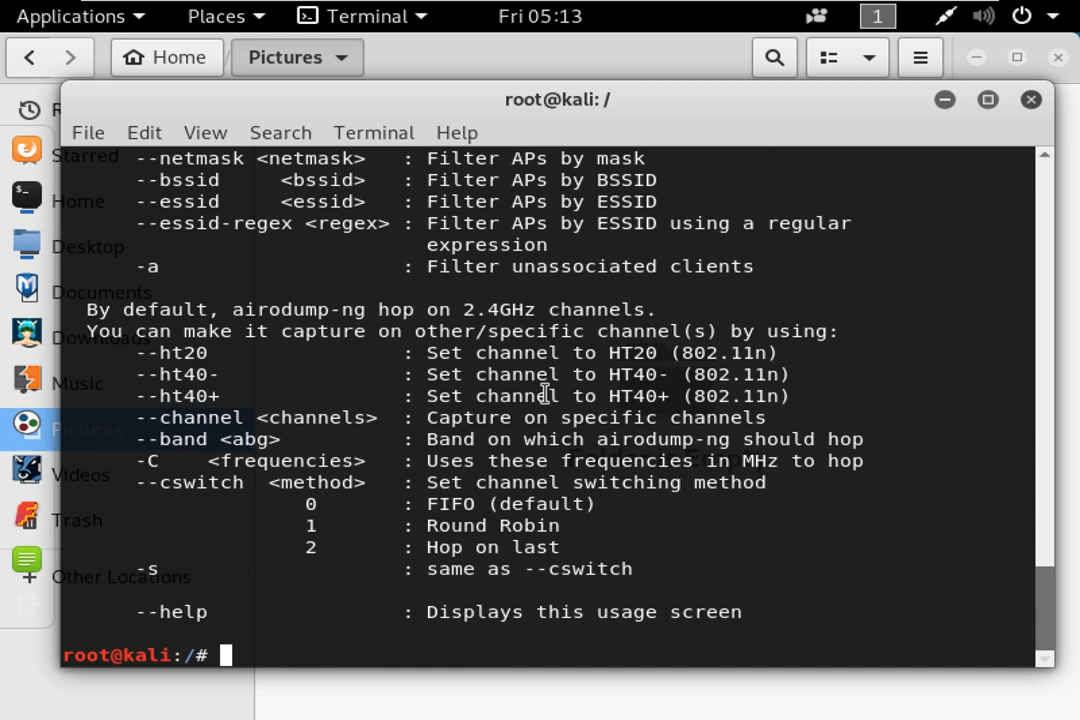 Applications Places Terminal Fri 05:13 1
Home Pictures
root@kali: /
File Edit View Search Terminal Help
Starred
Home
Desktop
Documents
Downloads
Music
Pictures
Videos
Trash
Other Locations
--netmask <netmask> : Filter APs by mask
--bssid <bssid> : Filter APs by BSSID
--essid <essid> : Filter APs by ESSID
--essid-regex <regex> : Filter APs by ESSID using a regular
expression
-a : Filter unassociated clients
By default, airodump-ng hop on 2.4GHz channels.
You can make it capture on other/specific channel(s) by using:
--ht20 : Set channel to HT20 (802.11n)
--ht40- : Set channel to HT40- (802.11n)
--ht40+ : Set channel to HT40+ (802.11n)
--channel <channels> : Capture on specific channels
--band <abg> : Band on which airodump-ng should hop
-C <frequencies> : Uses these frequencies in MHz to hop
--cswitch <method> : Set channel switching method
0 : FIFO (default)
1 : Round Robin
2 : Hop on last
-s : same as --cswitch
--help : Displays this usage screen
root@kali:/#